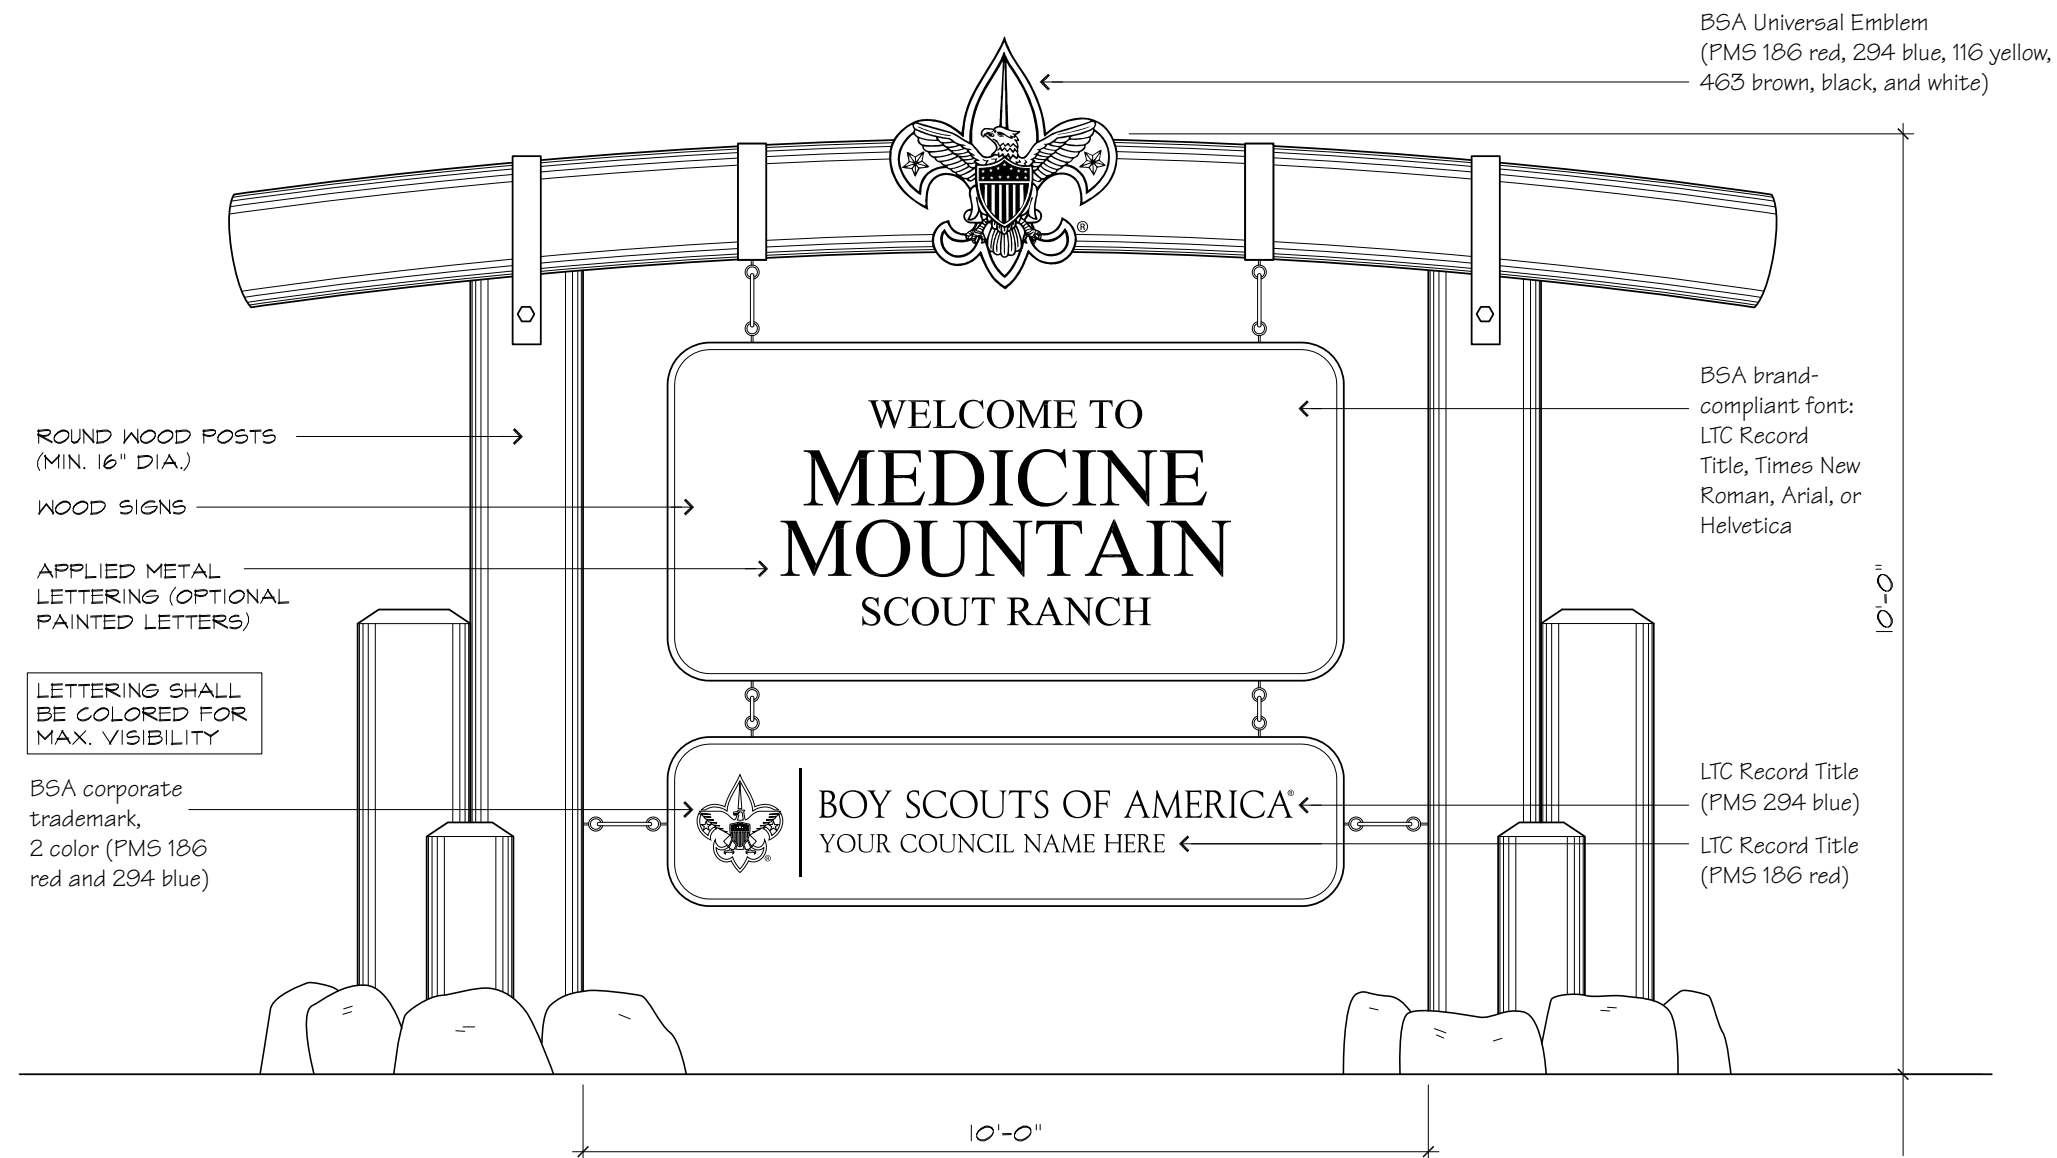 BSA Universal Emblem
(PMS 186 red, 294 blue, 116 yellow,
463 brown, black, and white)
®
WELCOME TO
MEDICINE
MOUNTAIN
SCOUT RANCH
BSA brand-
compliant font:
LTC Record
Title, Times New
Roman, Arial, or
Helvetica
ROUND WOOD POSTS
(MIN. 16" DIA.)
WOOD SIGNS
APPLIED METAL
LETTERING (OPTIONAL
PAINTED LETTERS)
LETTERING SHALL
BE COLORED FOR
MAX. VISIBILITY
BSA corporate
trademark,
2 color (PMS 186
red and 294 blue)
®
BOY SCOUTS OF AMERICA®
YOUR COUNCIL NAME HERE
LTC Record Title
(PMS 294 blue)
LTC Record Title
(PMS 186 red)
10'-0"
10'-0"